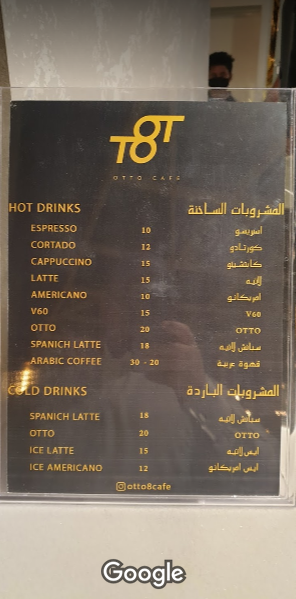 TOT8
OTTO CAFE
HOT DRINKS المشروبات الساخنة
ESPRESSO 10 اسبريسو
CORTADO 12 كورتادو
CAPPUCCINO 15 كابتشينو
LATTE 15 لاتيه
AMERICANO 10 امريكانو
V60 15 V60
OTTO 20 OTTO
SPANICH LATTE 18 سبانش لاتيه
ARABIC COFFEE 30 - 20 قهوة عربية
COLD DRINKS المشروبات الباردة
SPANICH LATTE 18 سبانش لاتيه
OTTO 20 OTTO
ICE LATTE 15 ايس لاتيه
ICE AMERICANO 12 ايس امريكانو
otto8cafe
Google